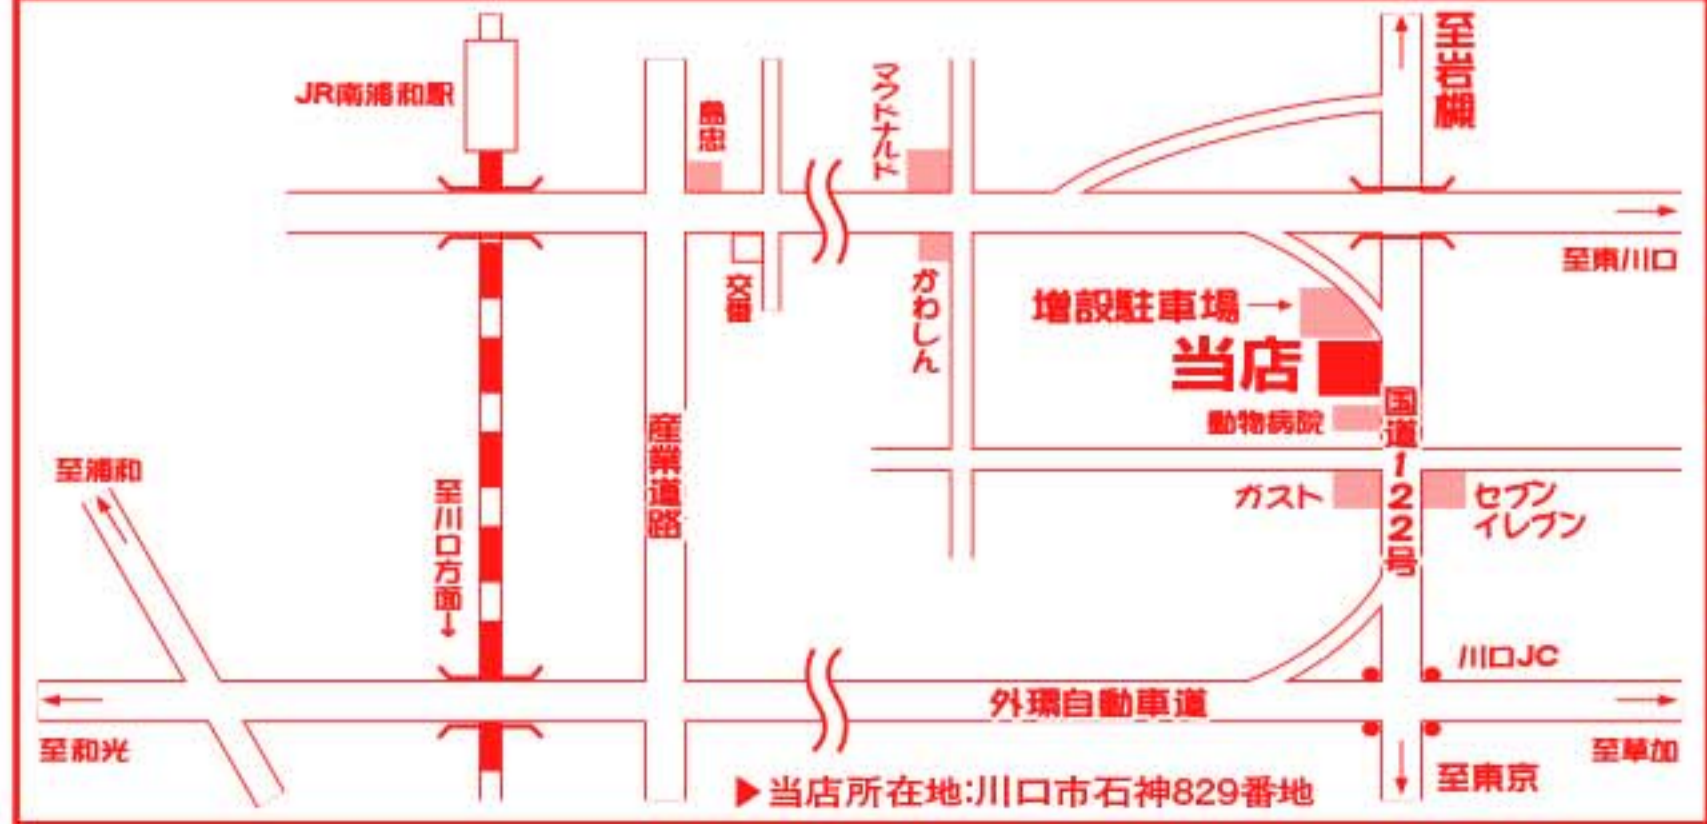 至岩槻
JR南浦和駅
島忠
マクドナルド
至東川口
交番
がわしん
増設駐車場→
当店
動物病院
国道122号
産業道路
至浦和
至川口方面→
ガスト
セブン
イレブン
川口JC
外環自動車道
至和光
至草加
至東京
▶当店所在地:川口市石神829番地